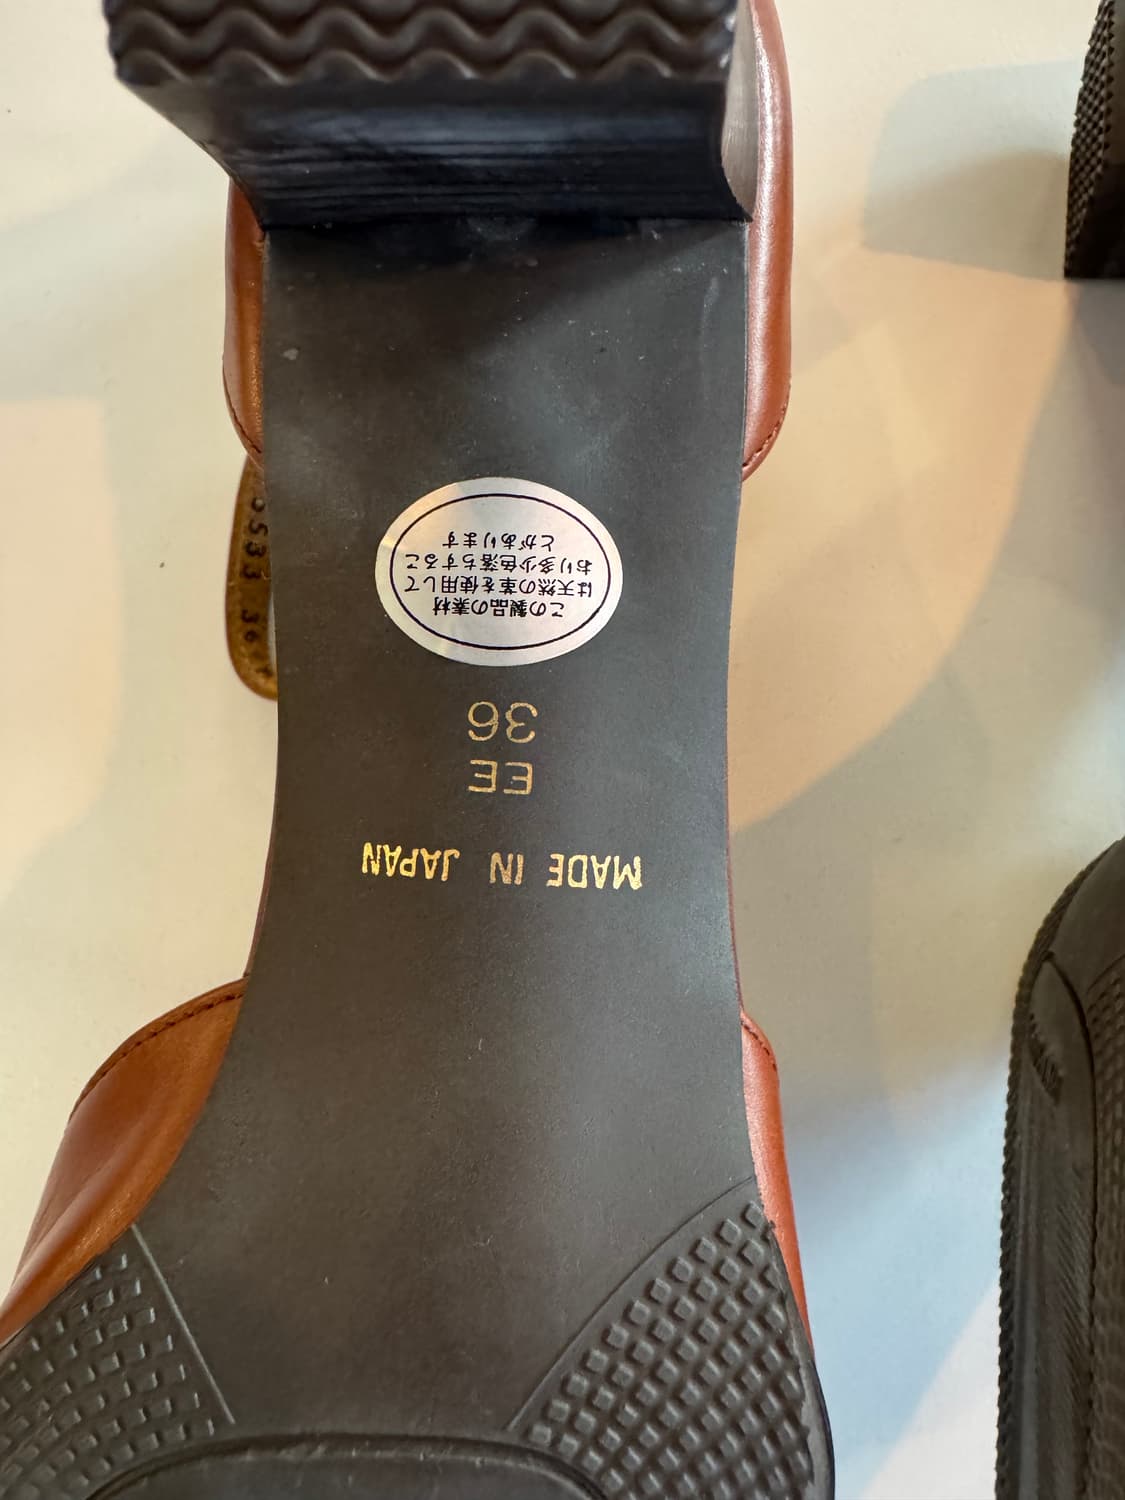 この製品の素材
は天然の革を使用して
おり多少色落ちするこ
とがあります
36
EE
MADE IN JAPAN